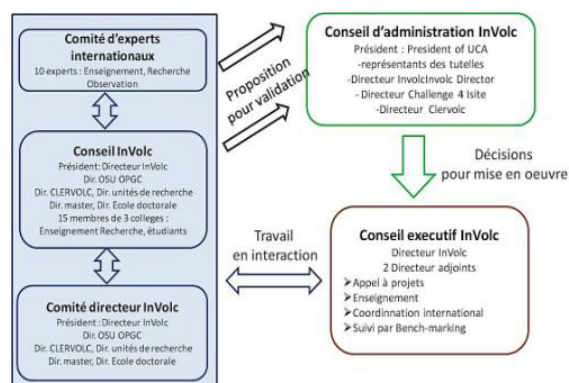 Comité d'experts
internationaux
10 experts : Enseignement, Recherche
Observation
Conseil InVolc
Président: Directeur InVolc
Dir. OSU OPGC
Dir. CLERVOLC, Dir. unités de recherche
Dir. master, Dir. Ecole doctorale
15 membres de 3 colleges :
Enseignement Recherche, étudiants
Comité directeur InVolc
Président : Directeur InVolc
Dir. OSU OPGC
Dir. CLERVOLC, Dir. unités de recherche
Dir. master, Dir. Ecole doctorale
Proposition
pour validation
Conseil d'administration InVolc
Président : President of UCA
-représentants des tutelles
-Directeur InvolcInvolc Director
- Directeur Challenge 4 Isite
-Directeur Clervolc
Décisions
pour mise en oeuvre
Travail
en interaction
Conseil executif InVolc
Directeur InVolc
2 Directeur adjoints
➢Appel à projets
➢Enseignement
➢Coordinnation international
➢Suivi par Bench-marking